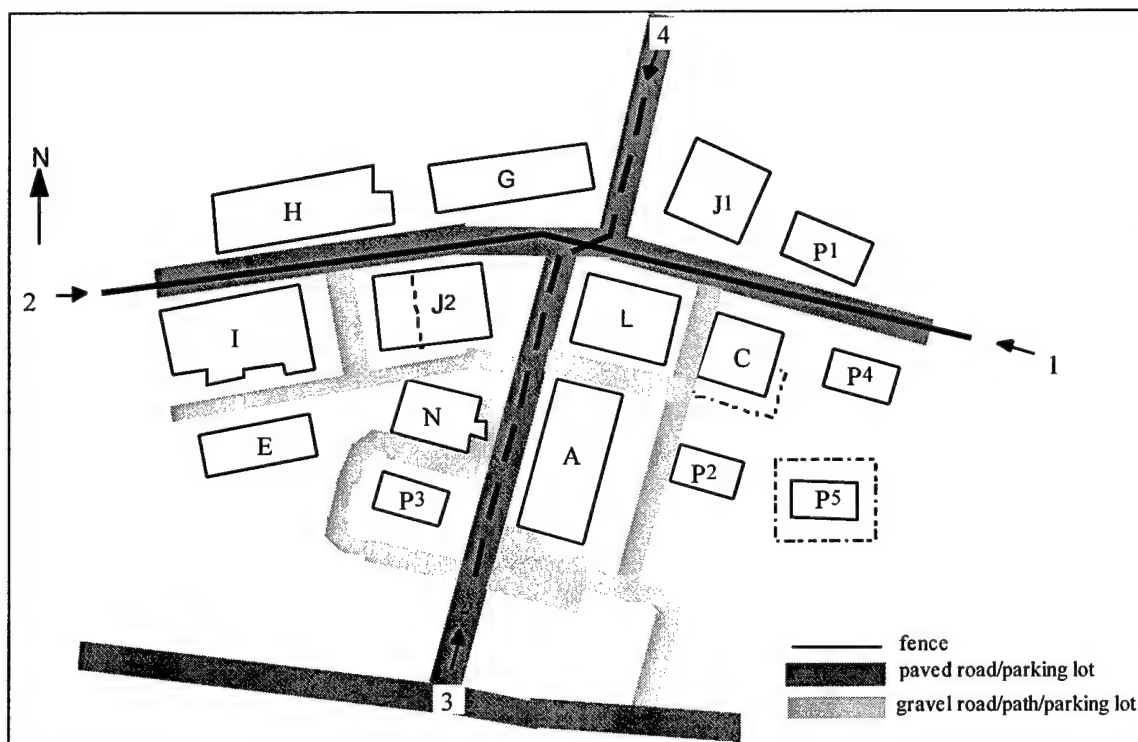 4
N
G
H
J1
P1
2
J2
L
I
C
1
P4
N
E
A
P2
P3
P5
fence
paved road/parking lot
3
gravel road/path/parking lot